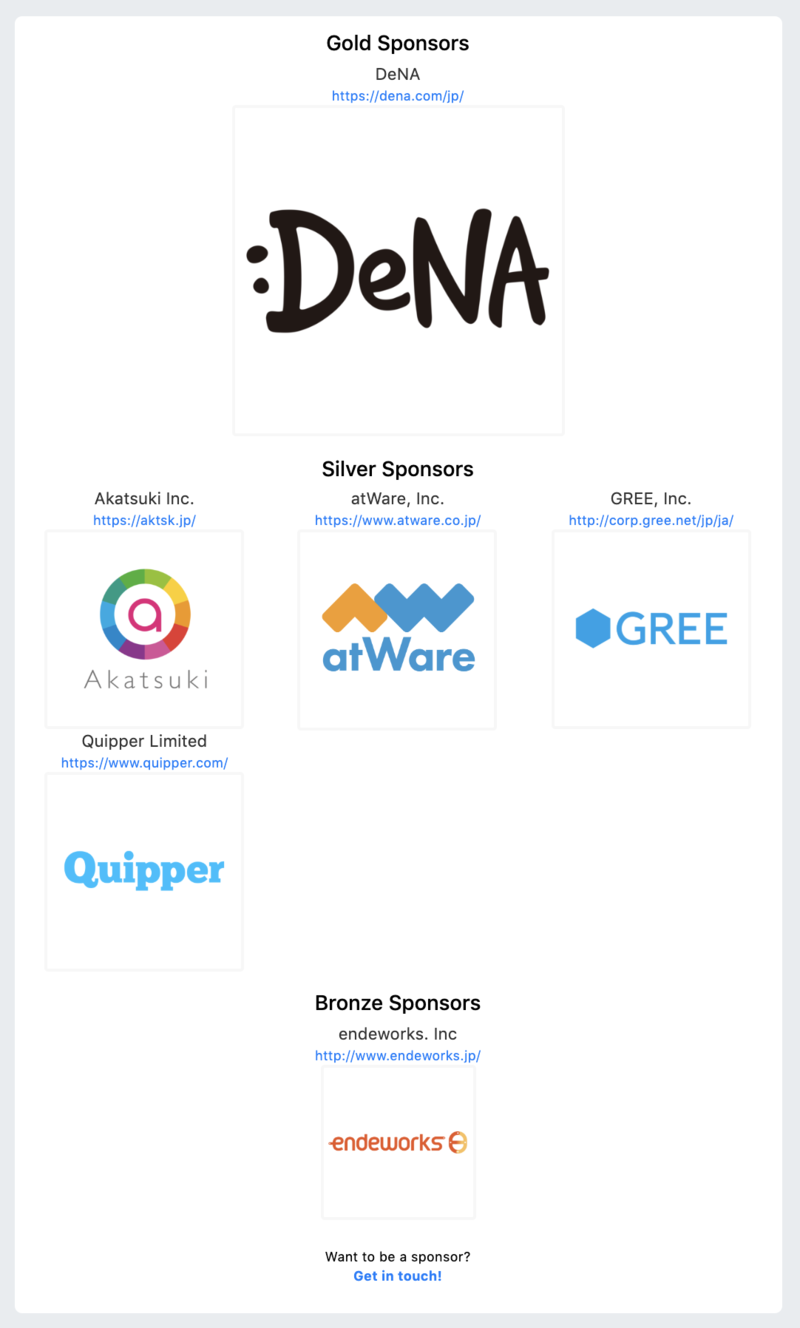 Gold Sponsors
DeNA
https://dena.com/jp/
:DeNA
Silver Sponsors
Akatsuki Inc.
https://aktsk.jp/
a
Akatsuki
atWare, Inc.
https://www.atware.co.jp/
atWare
GREE, Inc.
http://corp.gree.net/jp/ja/
GREE
Quipper Limited
https://www.quipper.com/
Quipper
Bronze Sponsors
endeworks. Inc
http://www.endeworks.jp/
endeworks
Want to be a sponsor?
Get in touch!